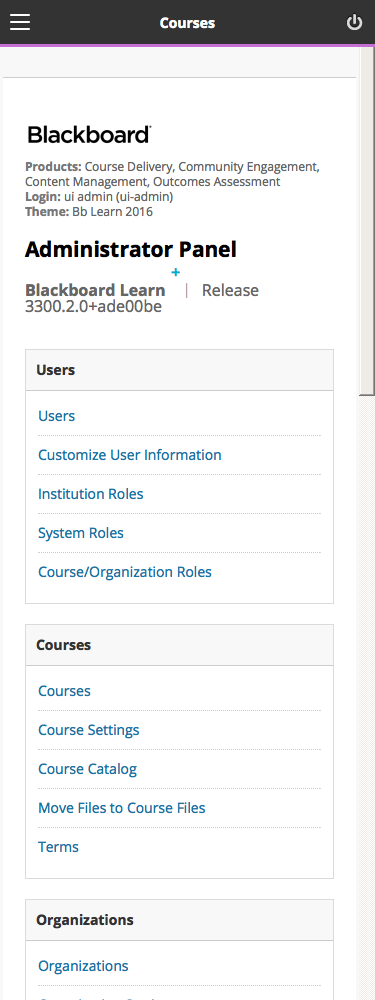 Courses
Blackboard
Products: Course Delivery, Community Engagement,
Content Management, Outcomes Assessment
Login: ui admin (ui-admin)
Theme: Bb Learn 2016
Administrator Panel
Blackboard Learn + | Release
3300.2.0+ade00be
Users
Users
Customize User Information
Institution Roles
System Roles
Course/Organization Roles
Courses
Courses
Course Settings
Course Catalog
Move Files to Course Files
Terms
Organizations
Organizations